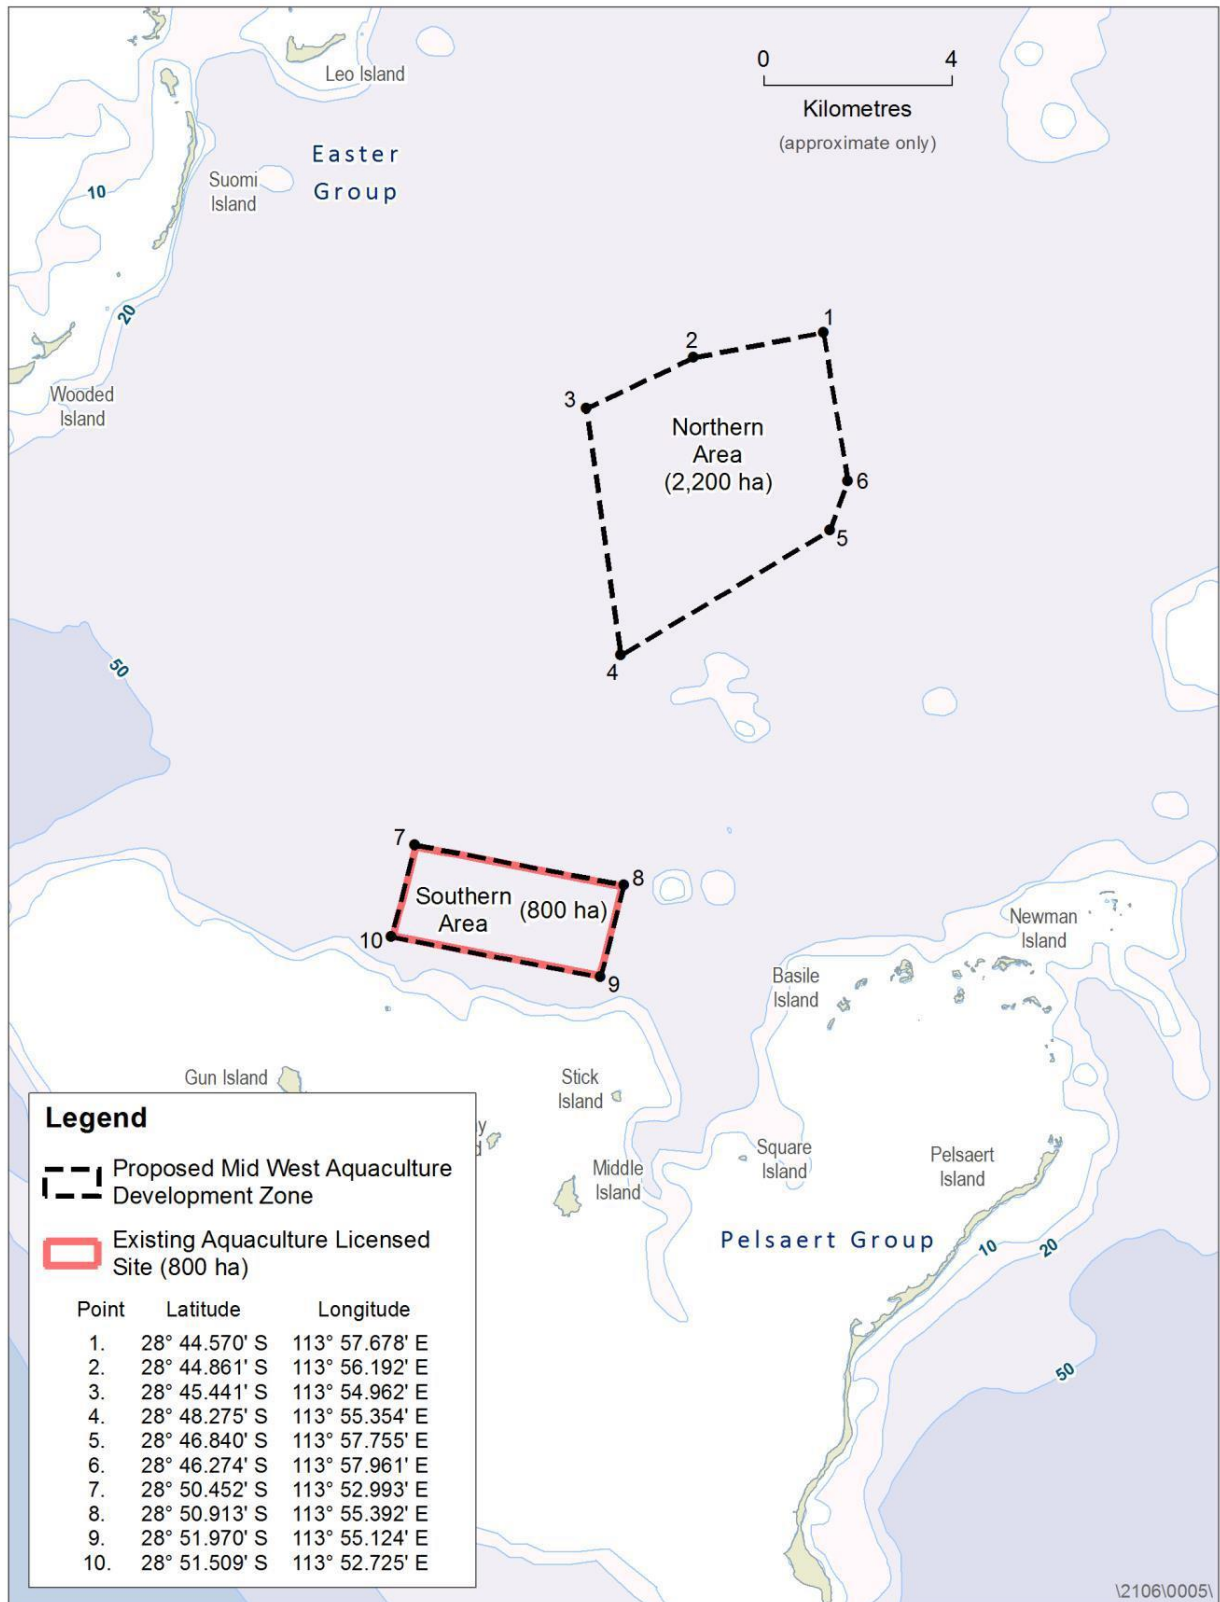 Leo Island
0 4
Kilometres
(approximate only)
Easter
Group
Suomi
Island
10
20
Wooded
Island
1
2
3
Northern
Area
(2,200 ha)
6
5
4
50
7
8
Southern
Area
(800 ha)
10
9
Newman
Island
Basile
Island
Gun Island
Stick
Island
Middle
Island
Square
Island
Pelsaert
Island
Pelsaert Group
10
20
50
Legend
Proposed Mid West Aquaculture
Development Zone
Existing Aquaculture Licensed
Site (800 ha)
Point Latitude Longitude
1. 28° 44.570' S 113° 57.678' E
2. 28° 44.861' S 113° 56.192' E
3. 28° 45.441' S 113° 54.962' E
4. 28° 48.275' S 113° 55.354' E
5. 28° 46.840' S 113° 57.755' E
6. 28° 46.274' S 113° 57.961' E
7. 28° 50.452' S 113° 52.993' E
8. 28° 50.913' S 113° 55.392' E
9. 28° 51.970' S 113° 55.124' E
10. 28° 51.509' S 113° 52.725' E
\2106\0005\